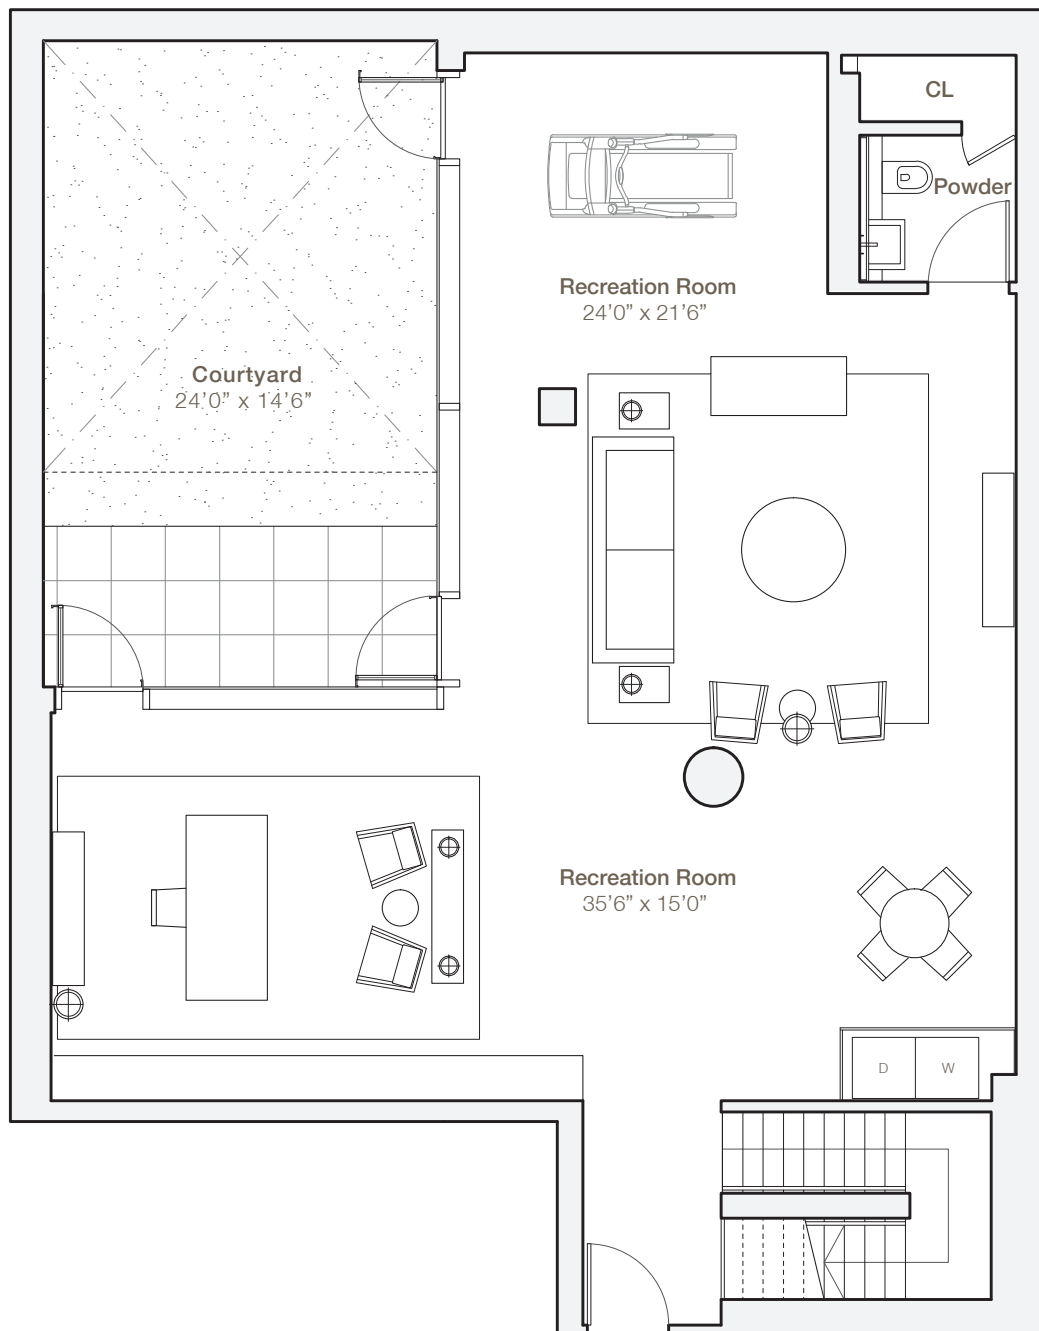 CL
Powder
Recreation Room
24’0” x 21’6”
Courtyard
24’0” x 14’6”
Recreation Room
35’6” x 15’0”
D
W